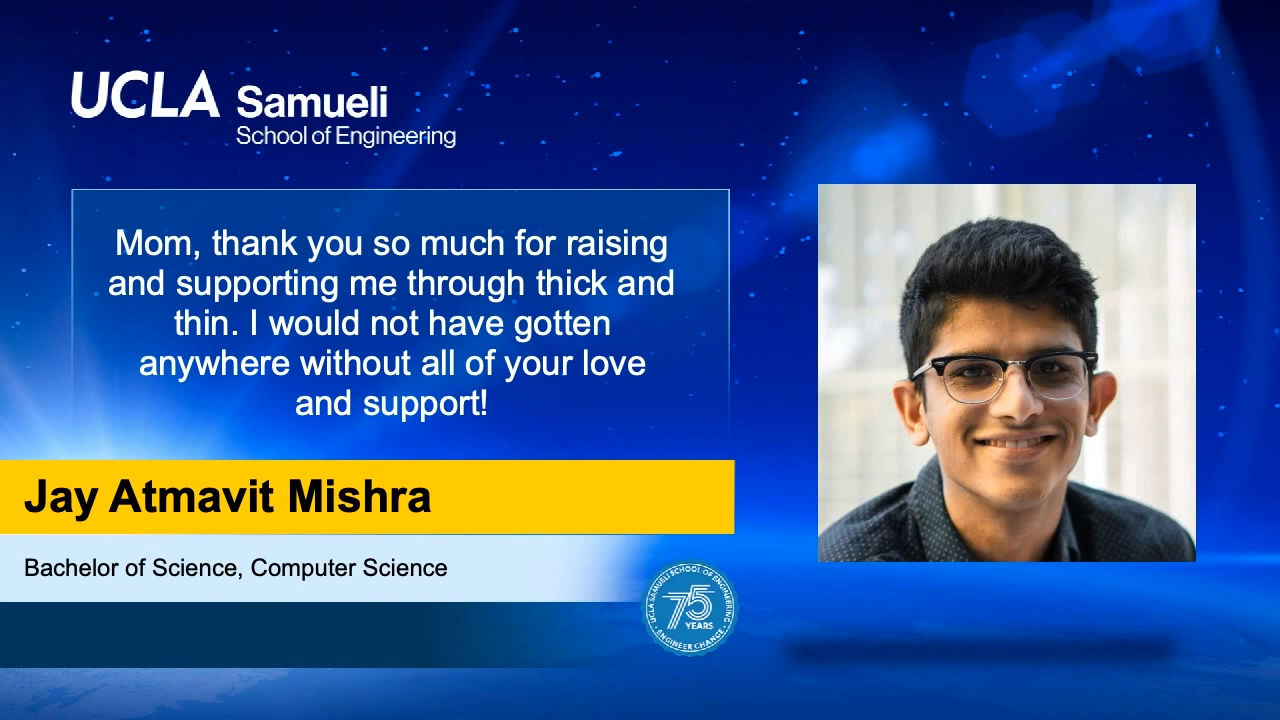 UCLA Samueli
School of Engineering
Mom, thank you so much for raising
and supporting me through thick and
thin. I would not have gotten
anywhere without all of your love
and support!
Jay Atmavit Mishra
Bachelor of Science, Computer Science
UCLA SAMUELI SCHOOL OF ENGINEERING
75
YEARS
ENGINEER CHANGE